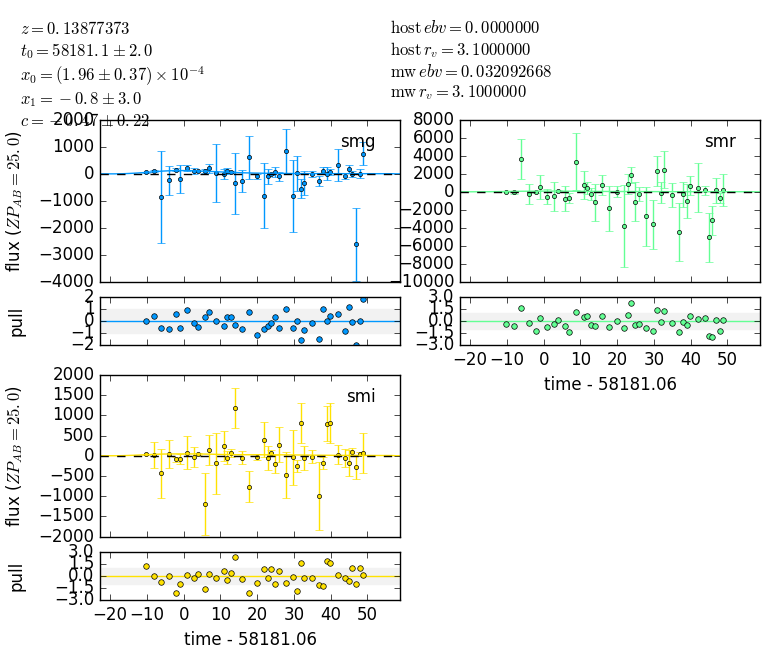 z = 0.13877373
t₀ = 58181.1 ± 2.0
x₀ = (1.96 ± 0.37) × 10⁻⁴
x₁ = −0.8 ± 3.0
c = −0.47 ± 0.22
host ebv = 0.0000000
host r_v = 3.1000000
mw ebv = 0.032092668
mw r_v = 3.1000000
smg
2000
1000
0
−1000
−2000
−3000
−4000
flux (ZP_AB = 25.0)
2
1
0
−1
−2
pull
smr
8000
6000
4000
2000
0
−2000
−4000
−6000
−8000
−10000
3.0
1.5
0.0
−1.5
−3.0
−20 −10 0 10 20 30 40 50
time - 58181.06
smi
2000
1500
1000
500
0
−500
−1000
−1500
−2000
flux (ZP_AB = 25.0)
3.0
1.5
0.0
−1.5
−3.0
pull
−20 −10 0 10 20 30 40 50
time - 58181.06